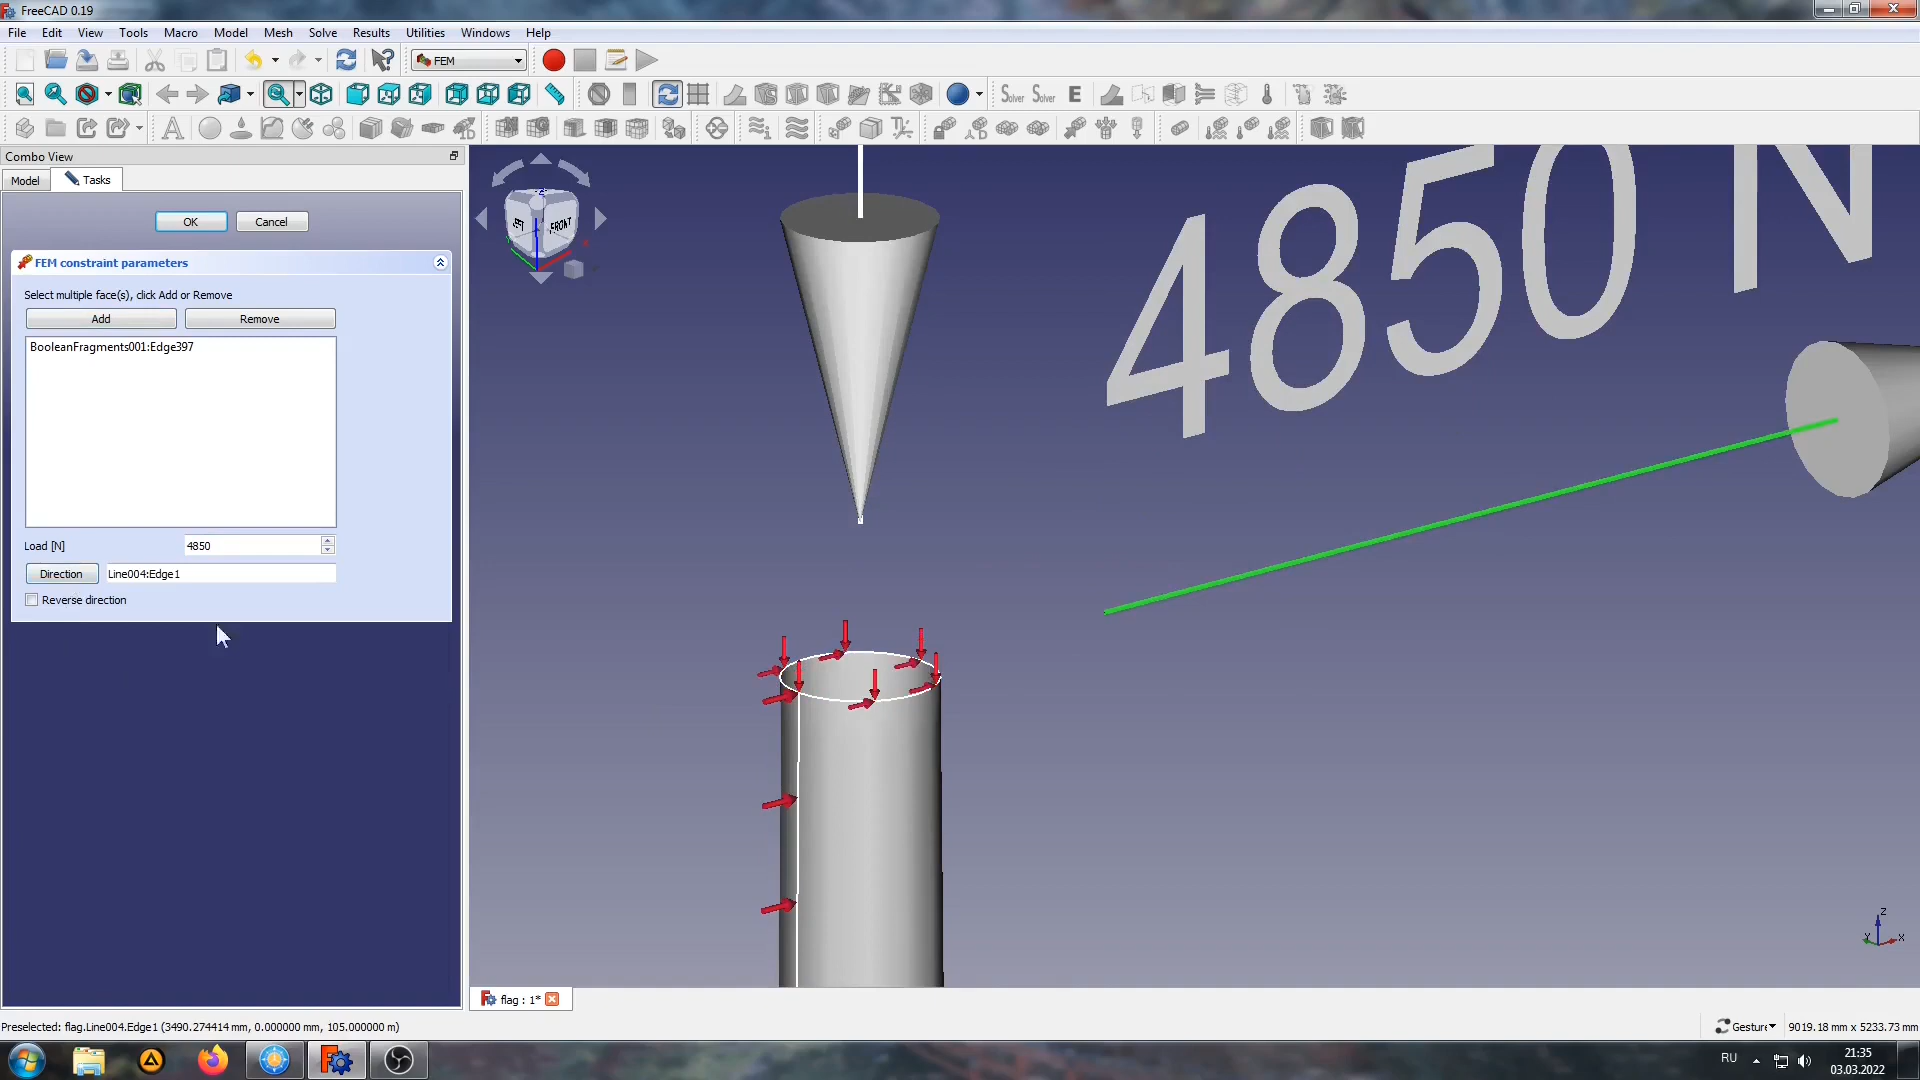 FreeCAD 0.19
File Edit View Tools Macro Model Mesh Solve Results Utilities Windows Help
FEM
Solver Solver E
A 1D
Combo View
Model Tasks
OK Cancel
FEM constraint parameters
Select multiple face(s), click Add or Remove
Add Remove
BooleanFragments001:Edge397
Load [N] 4850
Direction Line004:Edge1
Reverse direction
FRONT
4850 N
Z
Y X
flag : 1*
Preselected: flag.Line004.Edge1 (3490.274414 mm, 0.000000 mm, 105.000000 m)
Gesture 9019.18 mm x 5233.73 mm
RU 21:35
03.03.2022